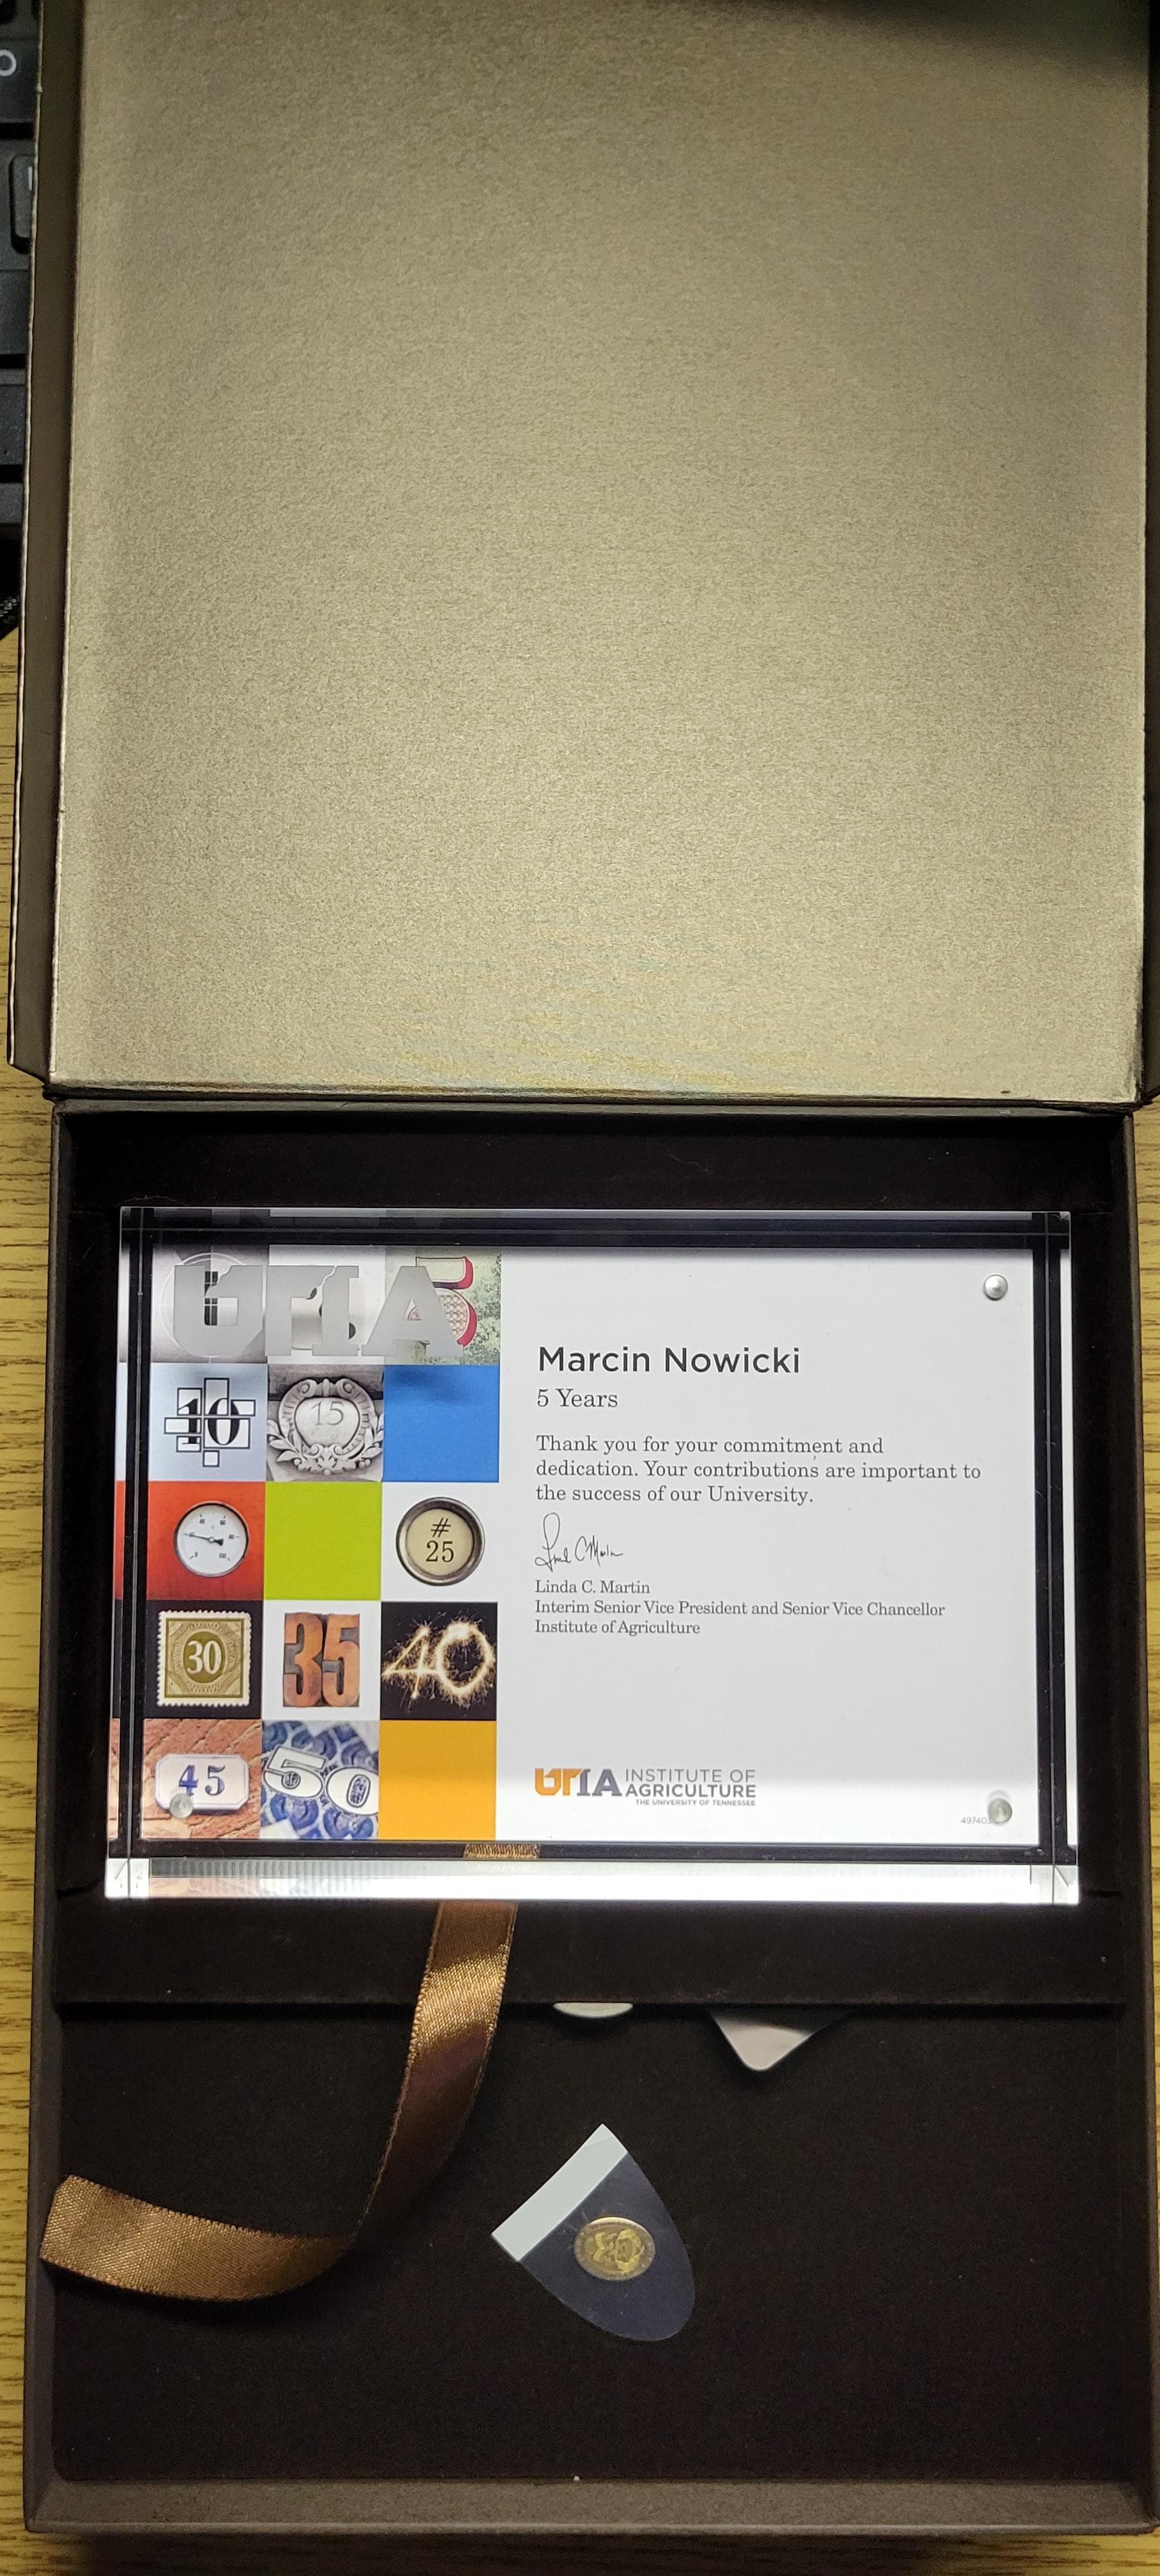 UTIA
5
10
15
#
25
30
35
40
45
50
Marcin Nowicki
5 Years
Thank you for your commitment and
dedication. Your contributions are important to
the success of our University.
Linda C. Martin
Interim Senior Vice President and Senior Vice Chancellor
Institute of Agriculture
UTIA INSTITUTE OF
AGRICULTURE
THE UNIVERSITY OF TENNESSEE